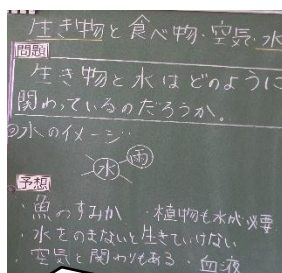 生き物と食べ物・空気・水
問題
生き物と水はどのように
関わっているのだろうか。
水のイメージ…
水 雨
予想
・魚のすみか ・植物も水が必要
・水をのまないと生きていけない
・空気と関わりもある ・血液